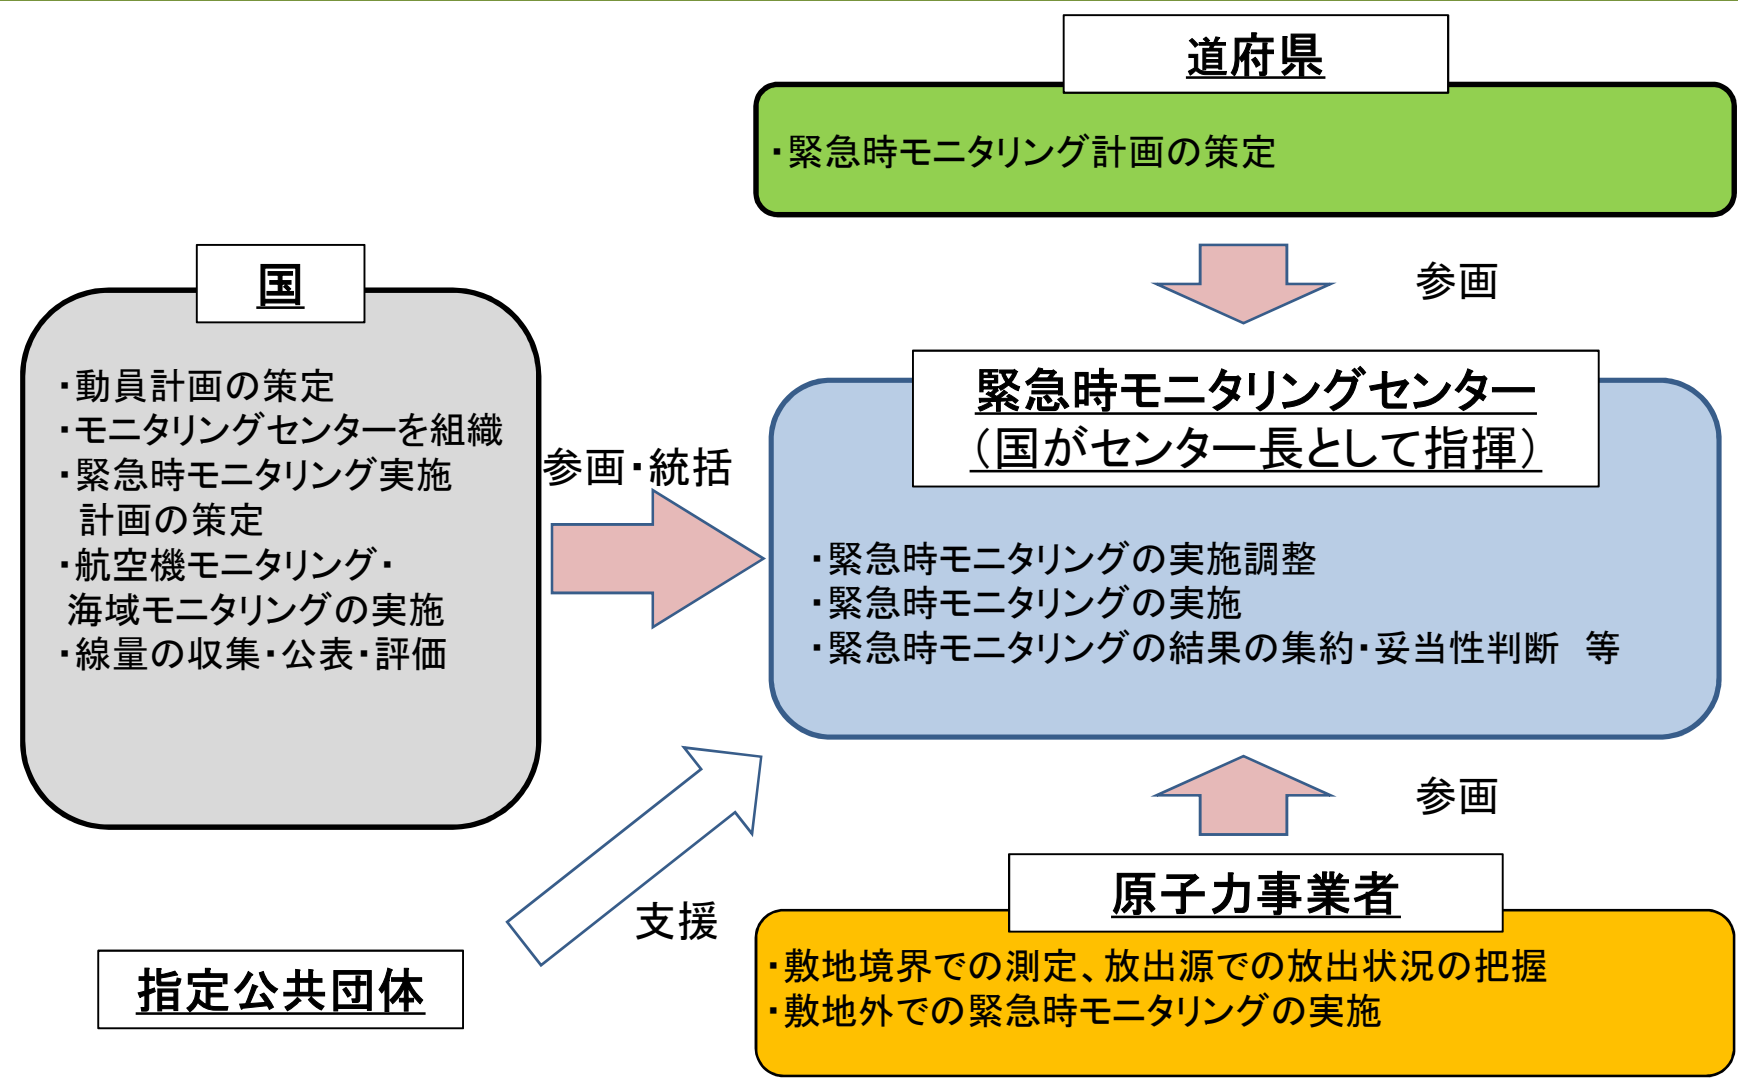 道府県
・緊急時モニタリング計画の策定
参画
国
・動員計画の策定
・モニタリングセンターを組織
・緊急時モニタリング実施
計画の策定
・航空機モニタリング・
海域モニタリングの実施
・線量の収集・公表・評価
参画・統括
緊急時モニタリングセンター
（国がセンター長として指揮）
・緊急時モニタリングの実施調整
・緊急時モニタリングの実施
・緊急時モニタリングの結果の集約・妥当性判断　等
参画
支援
指定公共団体
原子力事業者
・敷地境界での測定、放出源での放出状況の把握
・敷地外での緊急時モニタリングの実施